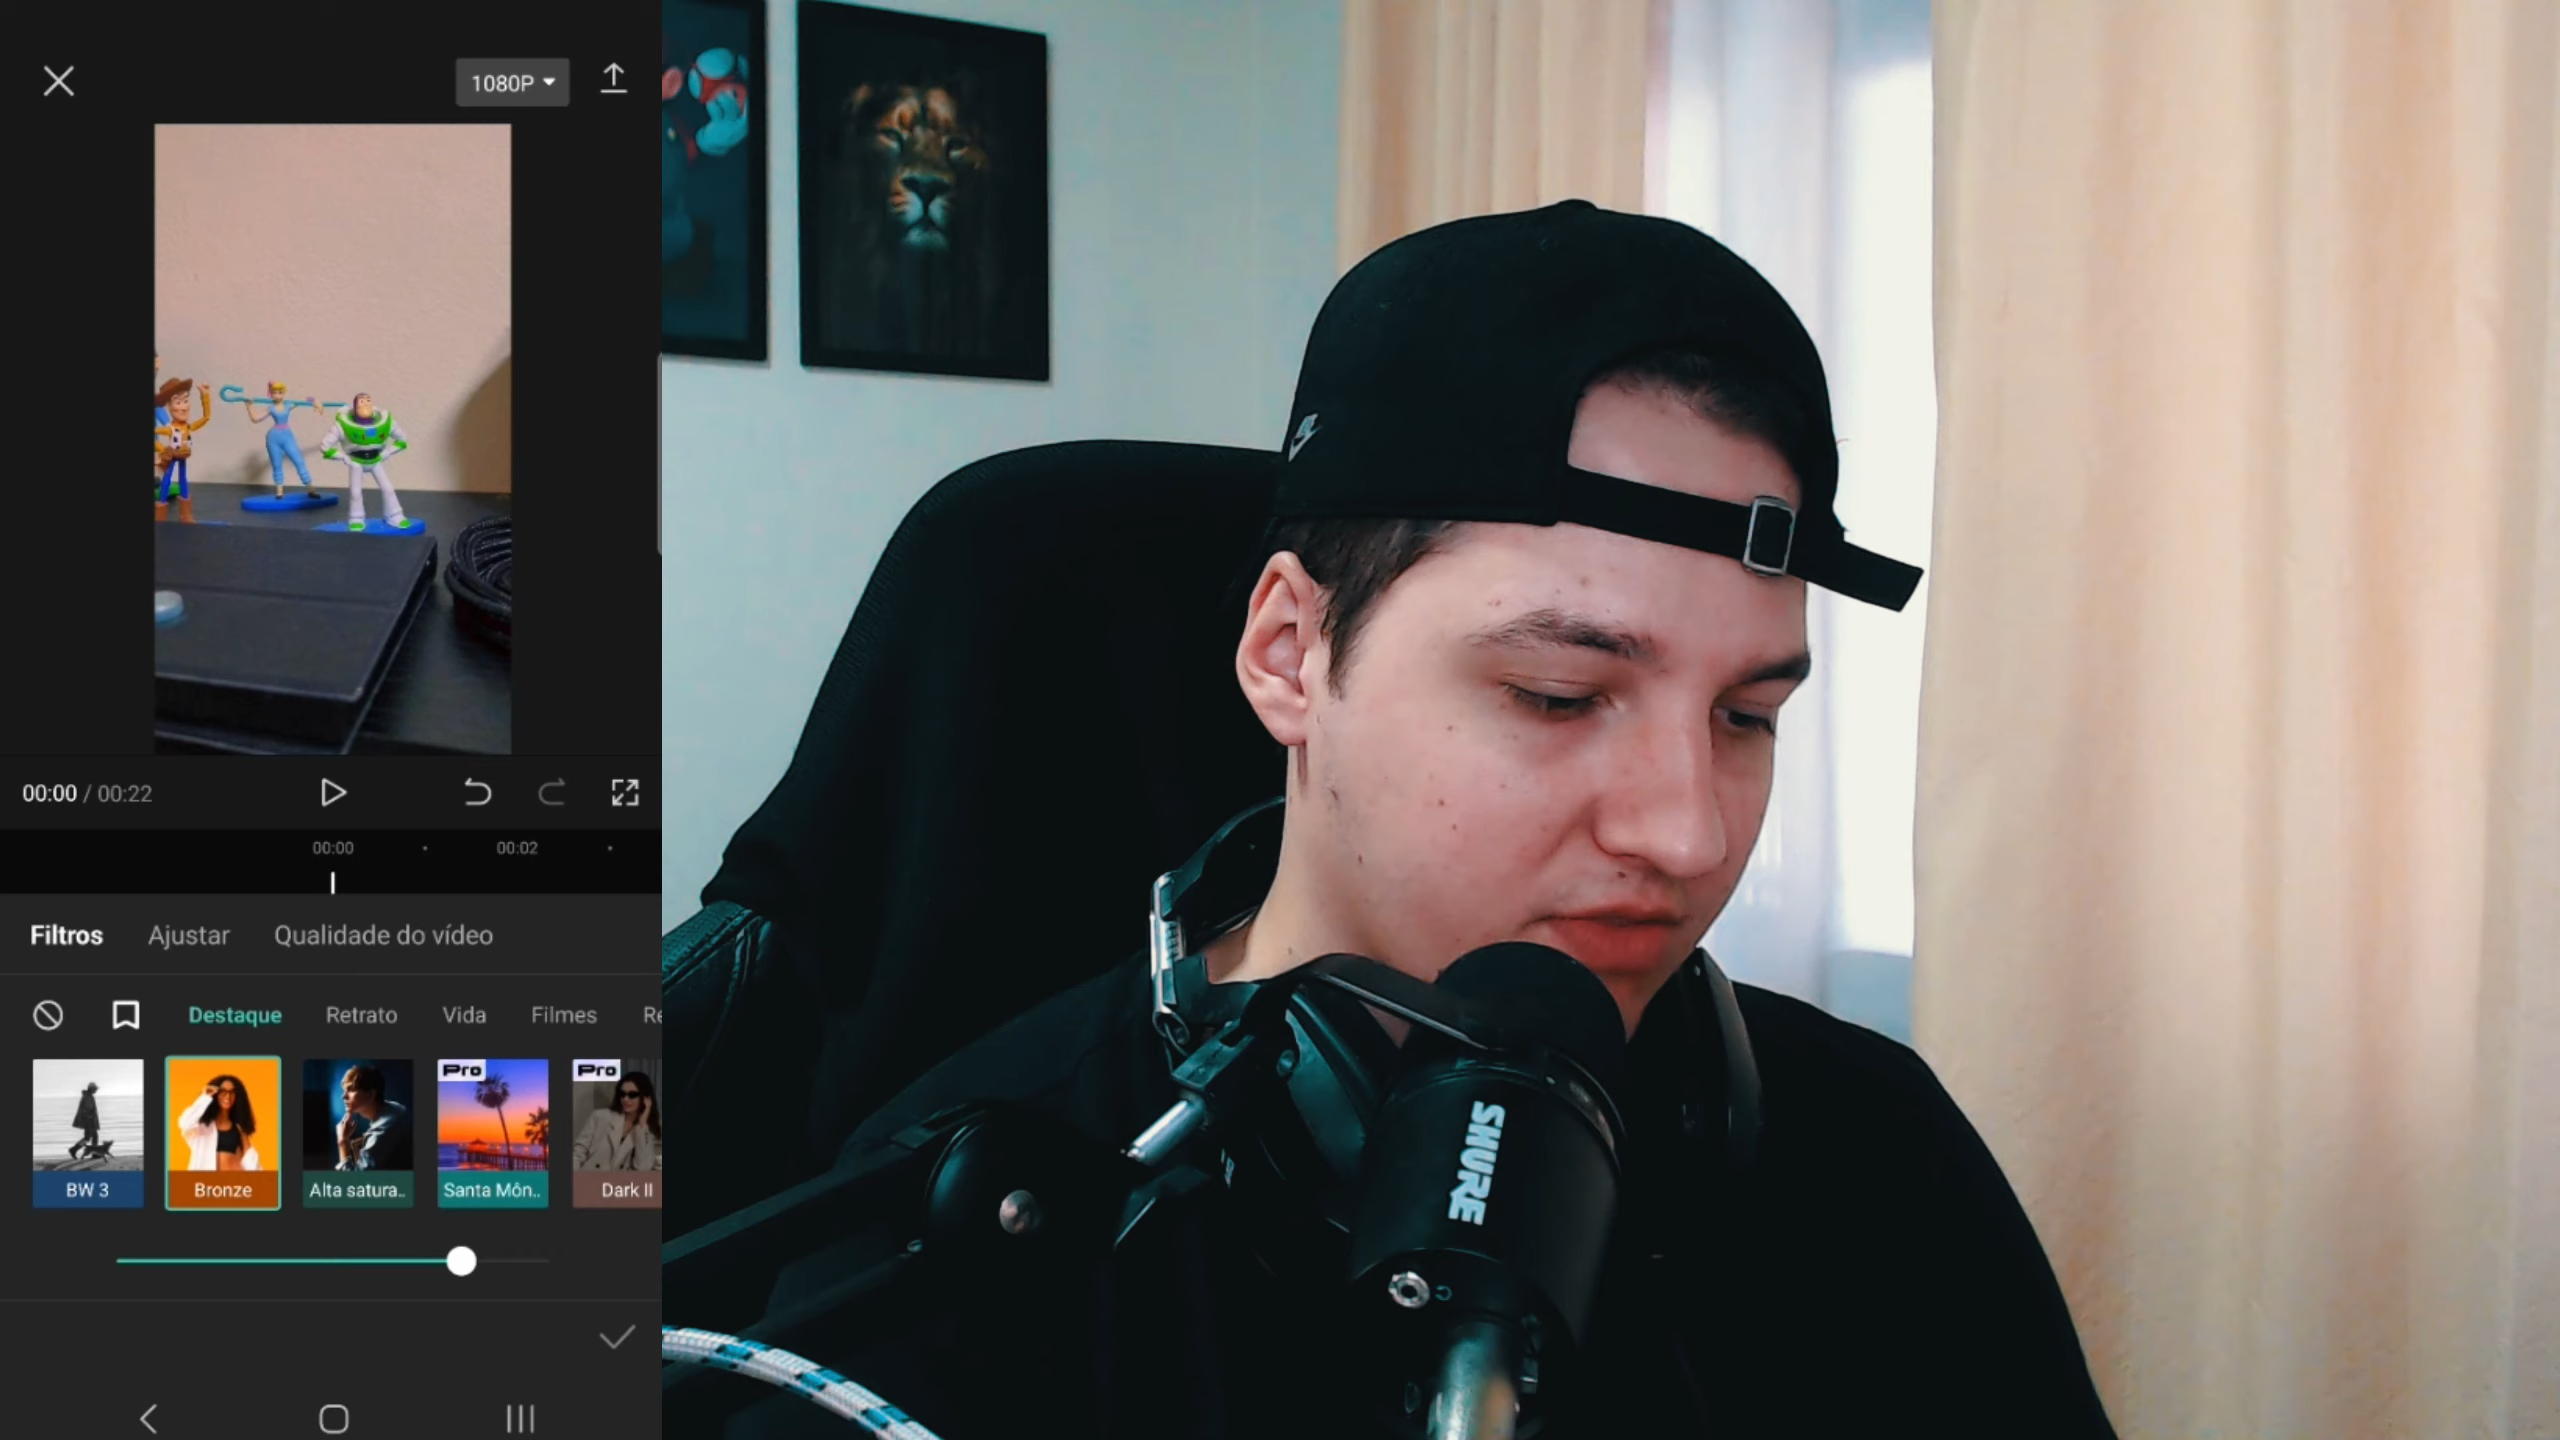 1080P
00:00 / 00:22
00:00
00:02
Filtros
Ajustar
Qualidade do vídeo
Destaque
Retrato
Vida
Filmes
Re
Pro
Pro
BW 3
Bronze
Alta satura..
Santa Môn..
Dark II
SHURE